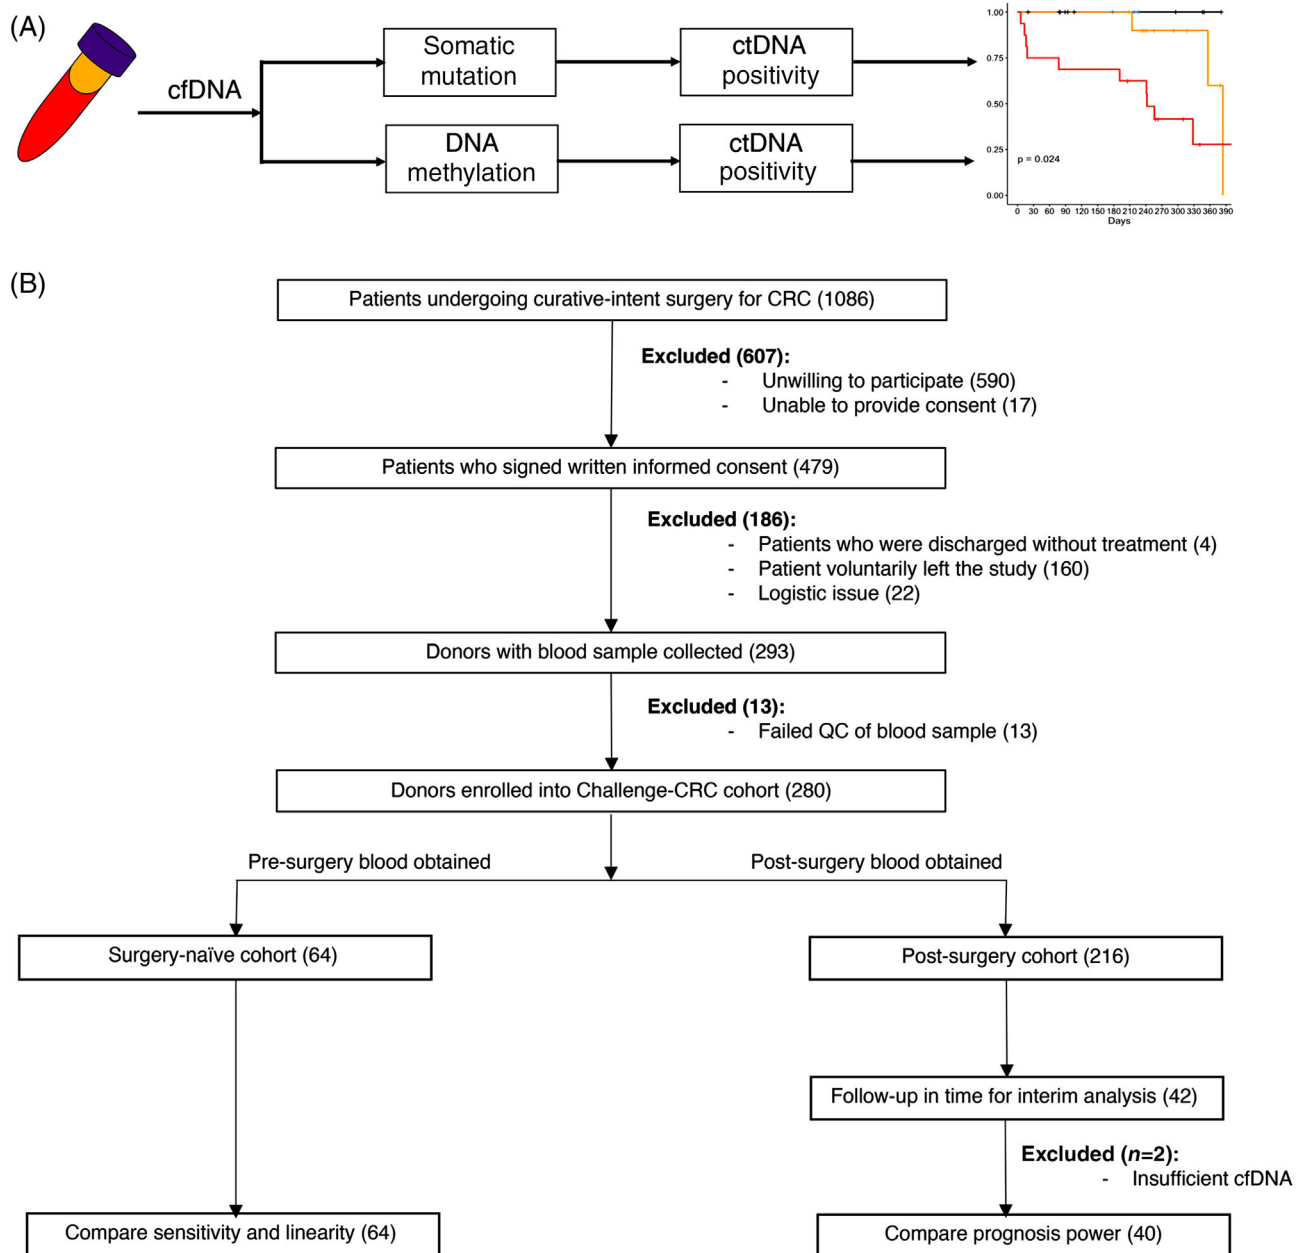 (A)
cfDNA
Somatic
mutation
ctDNA
positivity
DNA
methylation
ctDNA
positivity
1.00
0.75
0.50
0.25
0.00
p = 0.024
0 30 60 90 120 150 180 210 240 270 300 330 360 390
Days
(B)
Patients undergoing curative-intent surgery for CRC (1086)
Excluded (607):
- Unwilling to participate (590)
- Unable to provide consent (17)
Patients who signed written informed consent (479)
Excluded (186):
- Patients who were discharged without treatment (4)
- Patient voluntarily left the study (160)
- Logistic issue (22)
Donors with blood sample collected (293)
Excluded (13):
- Failed QC of blood sample (13)
Donors enrolled into Challenge-CRC cohort (280)
Pre-surgery blood obtained
Post-surgery blood obtained
Surgery-naïve cohort (64)
Post-surgery cohort (216)
Follow-up in time for interim analysis (42)
Excluded (n=2):
- Insufficient cfDNA
Compare sensitivity and linearity (64)
Compare prognosis power (40)